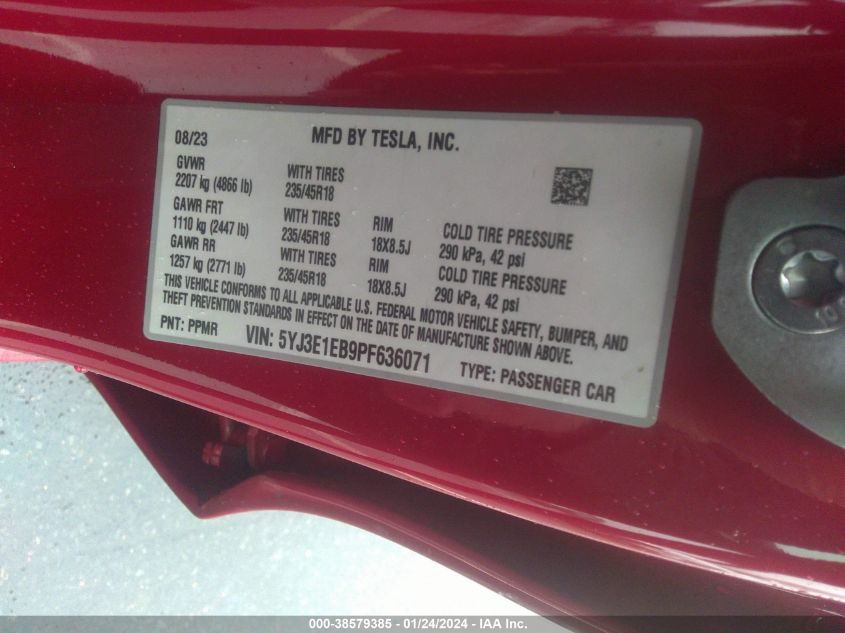 08/23 MFD BY TESLA, INC.
GVWR WITH TIRES
2207 kg (4866 lb) 235/45R18
GAWR FRT WITH TIRES RIM COLD TIRE PRESSURE
1110 kg (2447 lb) 235/45R18 18X8.5J 290 kPa, 42 psi
GAWR RR WITH TIRES RIM COLD TIRE PRESSURE
1257 kg (2771 lb) 235/45R18 18X8.5J 290 kPa, 42 psi
THIS VEHICLE CONFORMS TO ALL APPLICABLE U.S. FEDERAL MOTOR VEHICLE SAFETY, BUMPER, AND
THEFT PREVENTION STANDARDS IN EFFECT ON THE DATE OF MANUFACTURE SHOWN ABOVE.
PNT: PPMR VIN: 5YJ3E1EB9PF636071 TYPE: PASSENGER CAR
000-38579385 - 01/24/2024 - IAA Inc.